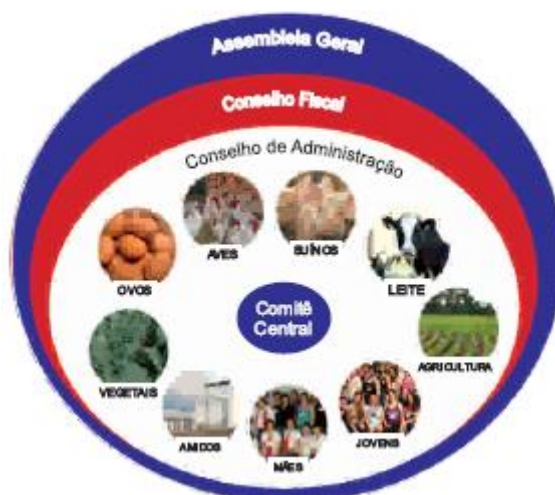 Assembleia Geral
Conselho Fiscal
Conselho de Administração
AVES
SUÍNOS
OVOS
LEITE
Comitê
Central
VEGETAIS
AGRICULTURA
AMIDOS
MÃES
JOVENS